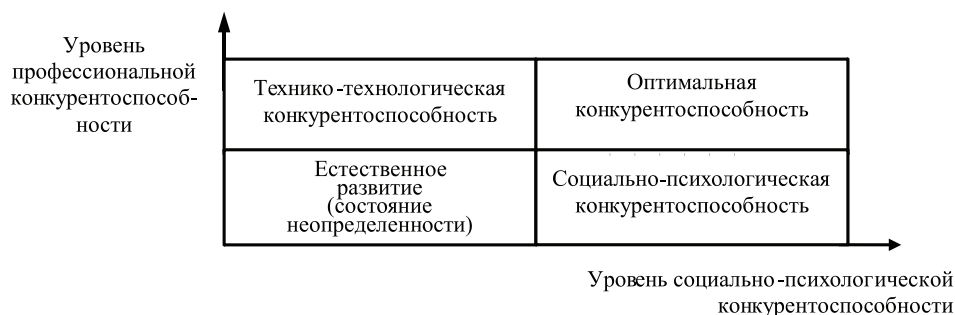 Уровень
профессиональной
конкурентоспособ-
ности
Технико-технологическая
конкурентоспособность
Оптимальная
конкурентоспособность
Естественное
развитие
(состояние
неопределенности)
Социально-психологическая
конкурентоспособность
Уровень социально-психологической
конкурентоспособности